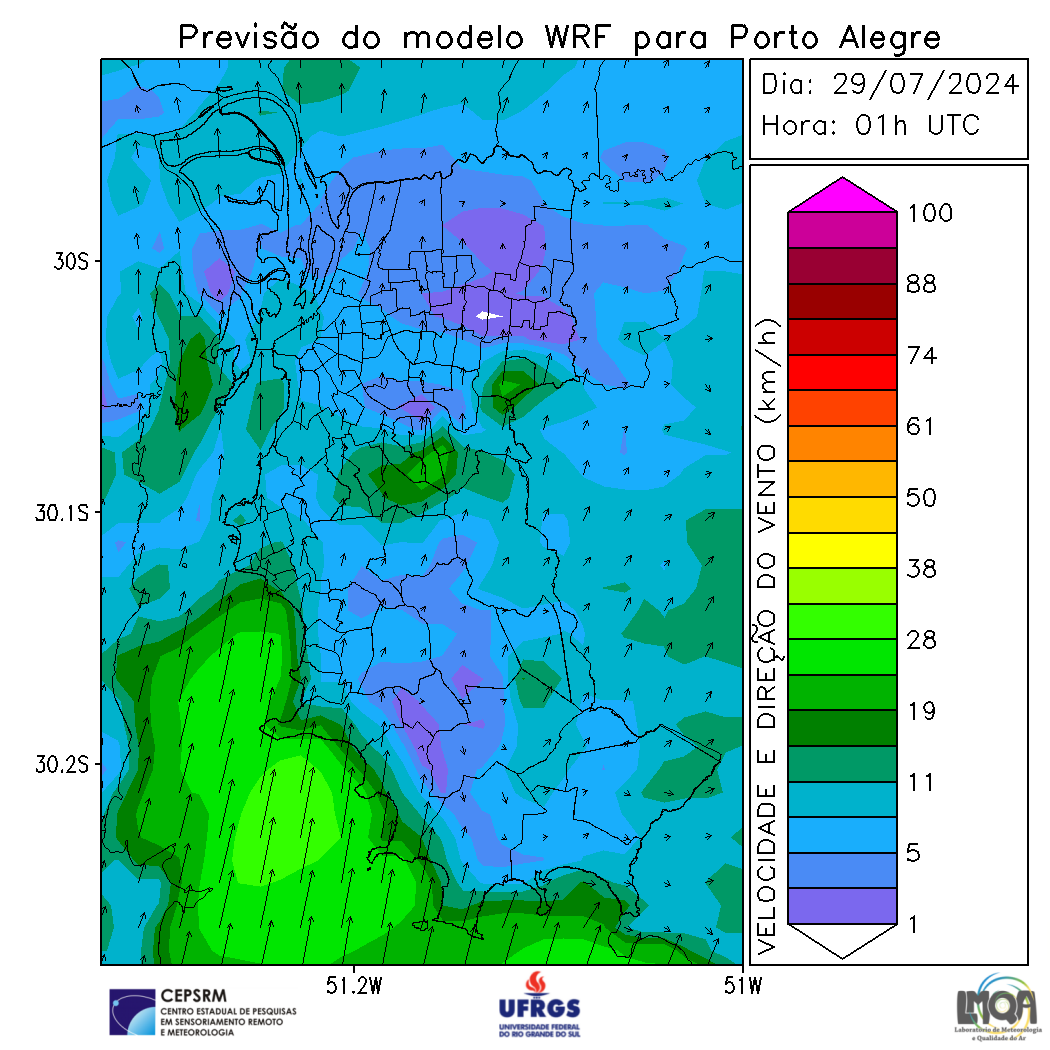 Previsão do modelo WRF para Porto Alegre
Dia: 29/07/2024
Hora: 01h UTC
30S
30.1S
30.2S
51.2W
51W
VELOCIDADE E DIREÇÃO DO VENTO (km/h)
100
88
74
61
50
38
28
19
11
5
1
CEPSRM
CENTRO ESTADUAL DE PESQUISAS
EM SENSORIAMENTO REMOTO
E METEOROLOGIA
UFRGS
UNIVERSIDADE FEDERAL
DO RIO GRANDE DO SUL
LMQA
Laboratório de Meteorologia
e Qualidade do Ar